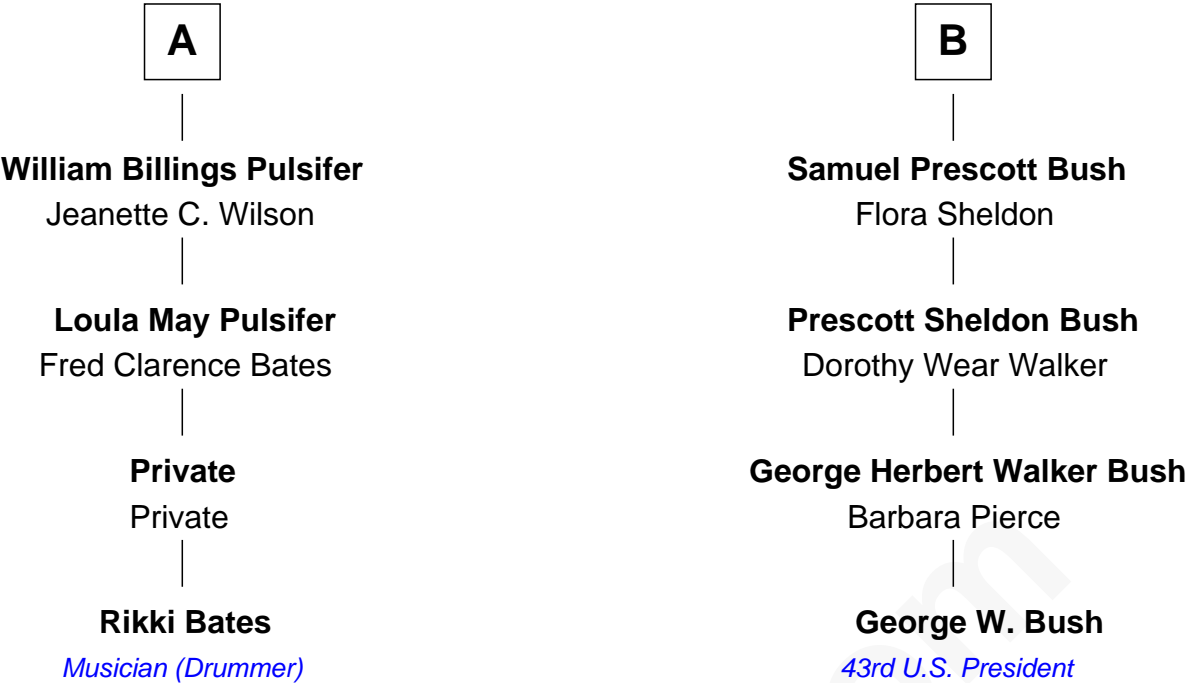 A
William Billings Pulsifer
Jeanette C. Wilson
Loula May Pulsifer
Fred Clarence Bates
Private
Private
Rikki Bates
Musician (Drummer)
B
Samuel Prescott Bush
Flora Sheldon
Prescott Sheldon Bush
Dorothy Wear Walker
George Herbert Walker Bush
Barbara Pierce
George W. Bush
43rd U.S. President